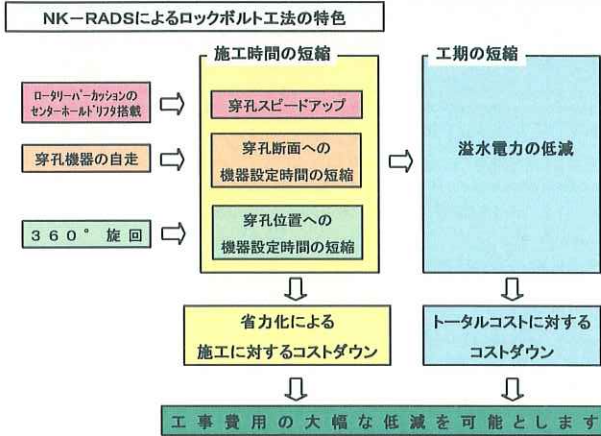 NK－RADSによるロックボルト工法の特色
施工時間の短縮
工期の短縮
ロータリーパーカッションの
センターホールドリフタ搭載
穿孔スピードアップ
穿孔機器の自走
穿孔断面への
機器設定時間の短縮
溢水電力の低減
３６０°旋回
穿孔位置への
機器設定時間の短縮
省力化による
施工に対するコストダウン
トータルコストに対する
コストダウン
工事費用の大幅な低減を可能とします